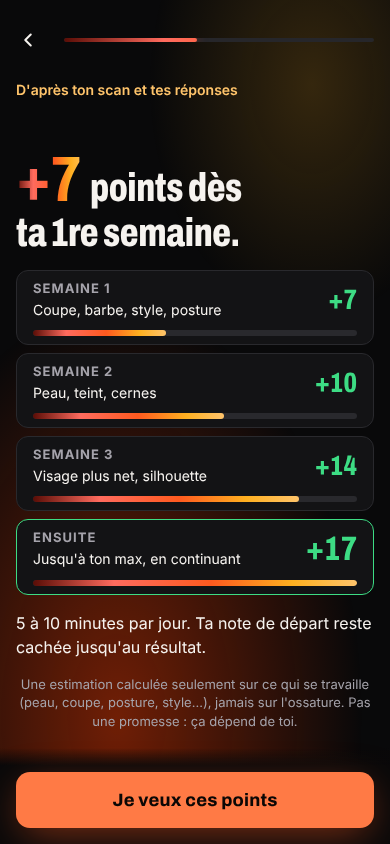 D'après ton scan et tes réponses
+7 points dès
ta 1re semaine.
SEMAINE 1
Coupe, barbe, style, posture
+7
SEMAINE 2
Peau, teint, cernes
+10
SEMAINE 3
Visage plus net, silhouette
+14
ENSUITE
Jusqu'à ton max, en continuant
+17
5 à 10 minutes par jour. Ta note de départ reste
cachée jusqu'au résultat.
Une estimation calculée seulement sur ce qui se travaille
(peau, coupe, posture, style...), jamais sur l'ossature. Pas
une promesse : ça dépend de toi.
Je veux ces points